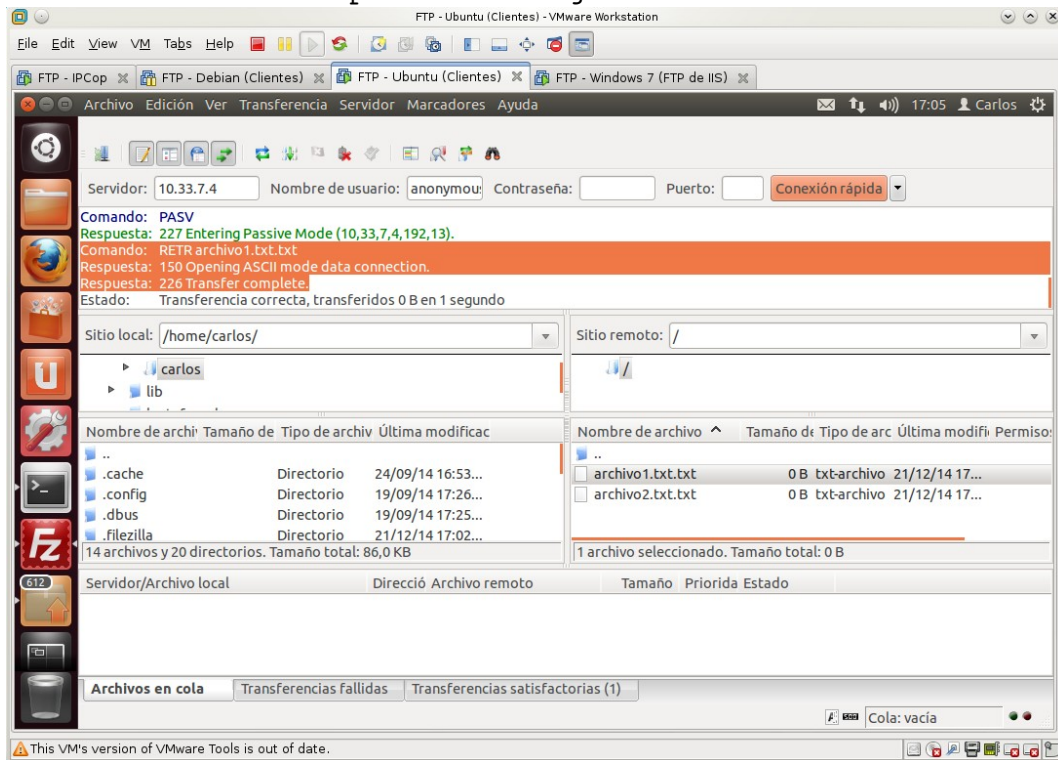 FTP - Ubuntu (Clientes) - VMware Workstation
File Edit View VM Tabs Help
FTP - IPCop FTP - Debian (Clientes) FTP - Ubuntu (Clientes) FTP - Windows 7 (FTP de IIS)
Archivo Edición Ver Transferencia Servidor Marcadores Ayuda 17:05 Carlos
Servidor: 10.33.7.4 Nombre de usuario: anonymou Contraseña: Puerto: Conexión rápida
Comando: PASV
Respuesta: 227 Entering Passive Mode (10,33,7,4,192,13).
Comando: RETR archivo1.txt.txt
Respuesta: 150 Opening ASCII mode data connection.
Respuesta: 226 Transfer complete.
Estado: Transferencia correcta, transferidos 0 B en 1 segundo
Sitio local: /home/carlos/ Sitio remoto: /
carlos /
lib
Nombre de archi Tamaño de Tipo de archiv Última modificac Nombre de archivo Tamaño de Tipo de arc Última modifi Permiso
.. ..
.cache Directorio 24/09/14 16:53... archivo1.txt.txt 0 B txt-archivo 21/12/14 17...
.config Directorio 19/09/14 17:26... archivo2.txt.txt 0 B txt-archivo 21/12/14 17...
.dbus Directorio 19/09/14 17:25...
.filezilla Directorio 21/12/14 17:02...
14 archivos y 20 directorios. Tamaño total: 86,0 KB 1 archivo seleccionado. Tamaño total: 0 B
612
Servidor/Archivo local Direcció Archivo remoto Tamaño Priorida Estado
Archivos en cola Transferencias fallidas Transferencias satisfactorias (1)
Cola: vacía
This VM's version of VMware Tools is out of date.